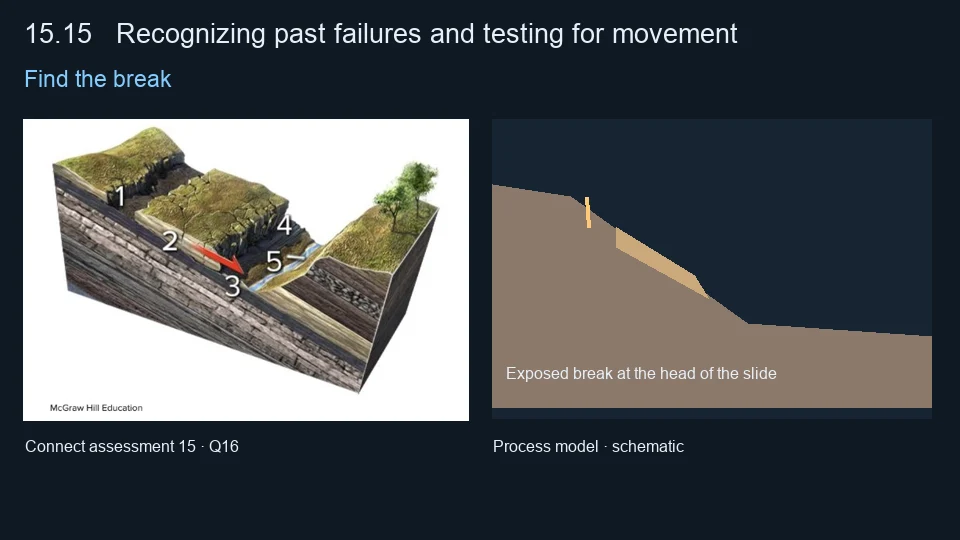 15.15 Recognizing past failures and testing for movement
Find the break
1
2
3
4
5
McGraw Hill Education
Connect assessment 15 · Q16
Exposed break at the head of the slide
Process model · schematic